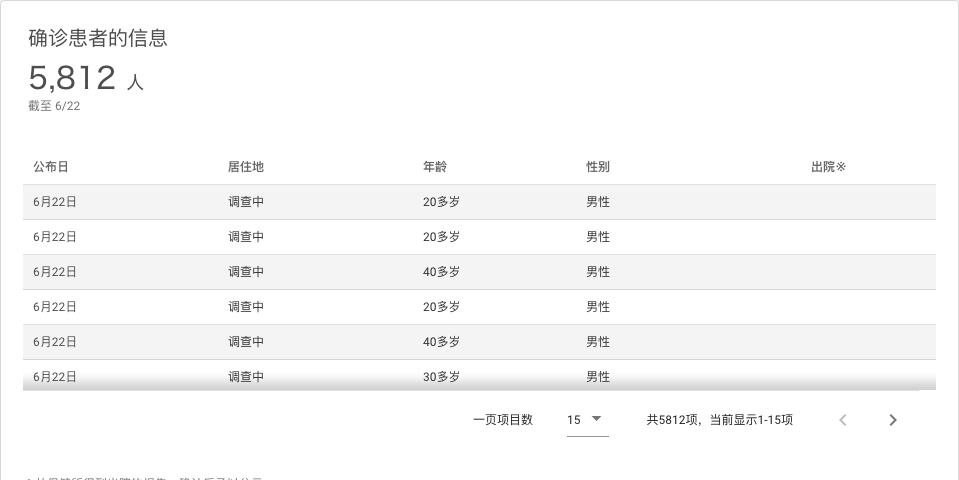 确诊患者的信息
5,812 人
截至 6/22
公布日 居住地 年龄 性别 出院※
6月22日 调查中 20多岁 男性
6月22日 调查中 20多岁 男性
6月22日 调查中 40多岁 男性
6月22日 调查中 20多岁 男性
6月22日 调查中 40多岁 男性
6月22日 调查中 30多岁 男性
一页项目数 15 共5812项，当前显示1-15项